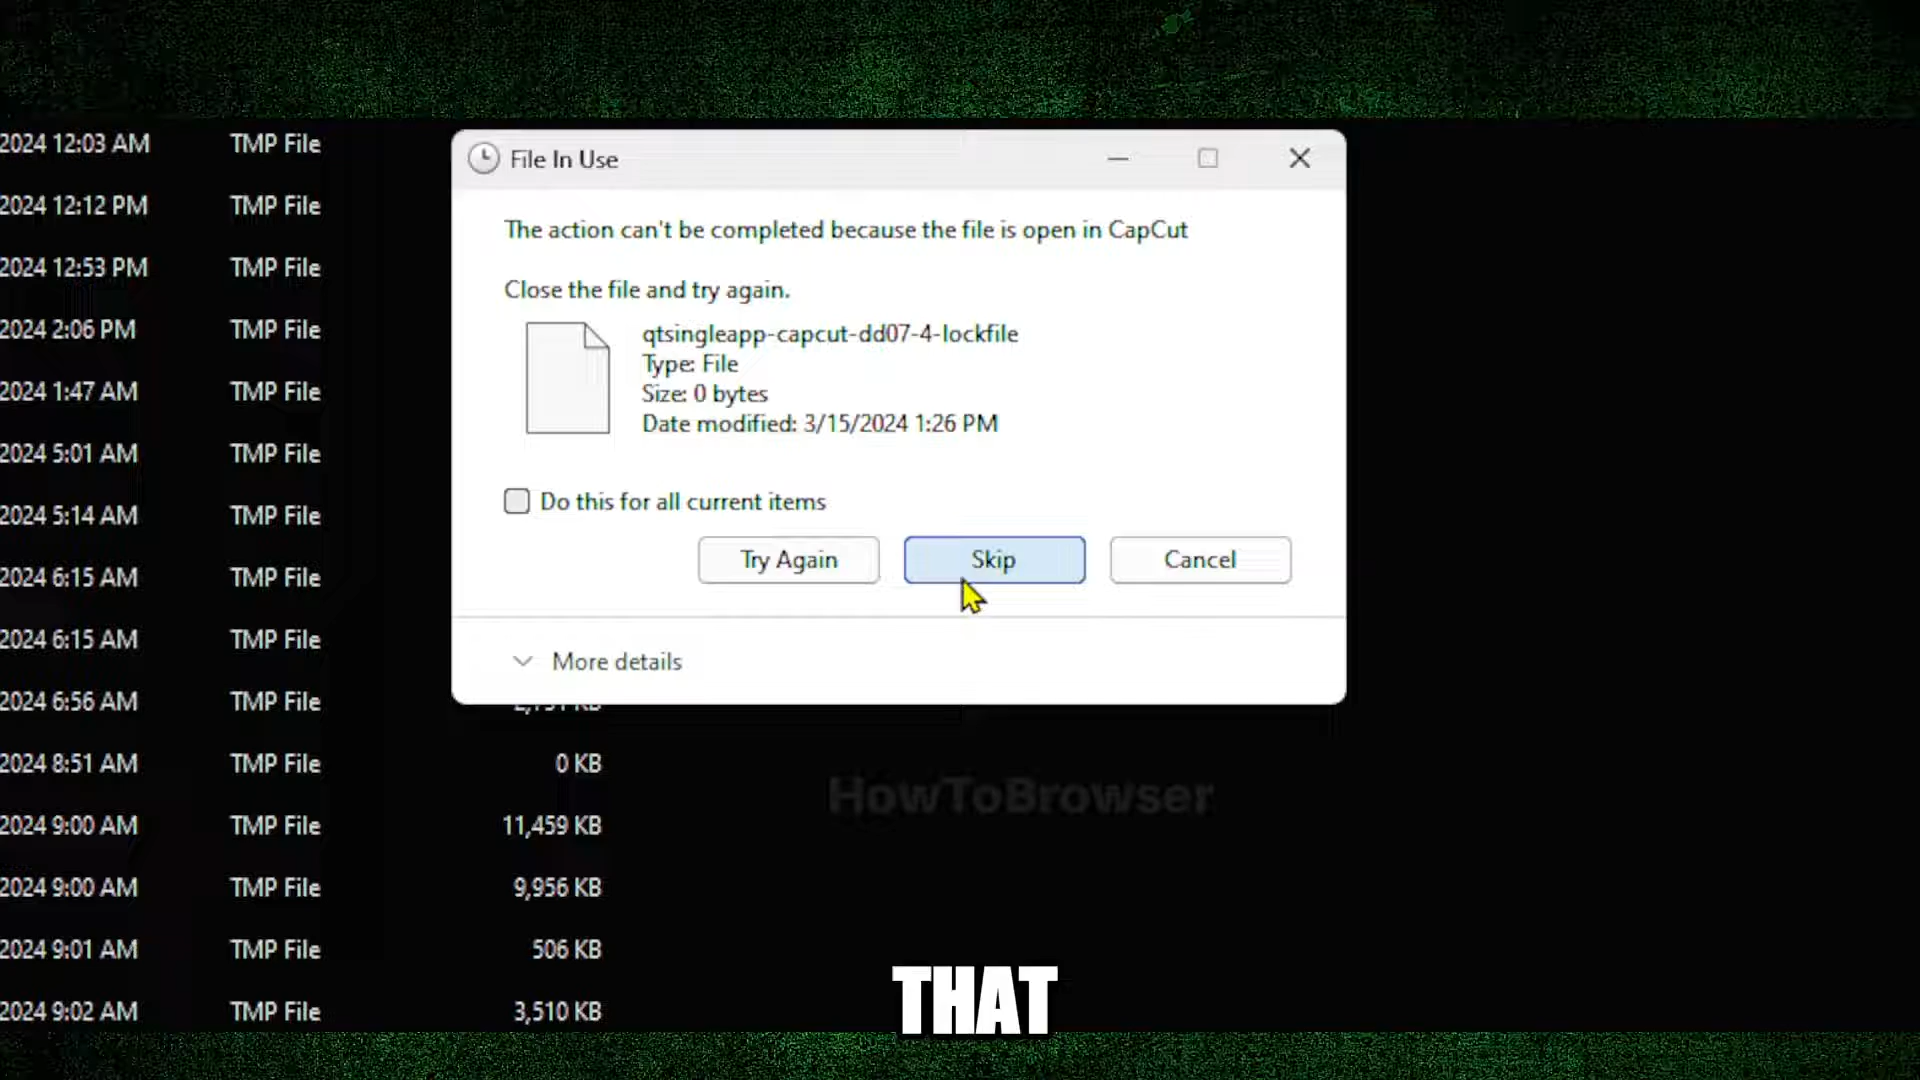 File In Use
The action can't be completed because the file is open in CapCut
Close the file and try again.
qtsingleapp-capcut-dd07-4-lockfile
Type: File
Size: 0 bytes
Date modified: 3/15/2024 1:26 PM
Do this for all current items
Try Again Skip Cancel
More details
2024 12:03 AM TMP File
2024 12:12 PM TMP File
2024 12:53 PM TMP File
2024 2:06 PM TMP File
2024 1:47 AM TMP File
2024 5:01 AM TMP File
2024 5:14 AM TMP File
2024 6:15 AM TMP File
2024 6:15 AM TMP File
2024 6:56 AM TMP File
2024 8:51 AM TMP File 0 KB
2024 9:00 AM TMP File 11,459 KB
2024 9:00 AM TMP File 9,956 KB
2024 9:01 AM TMP File 506 KB
2024 9:02 AM TMP File 3,510 KB
HowToBrowser
THAT